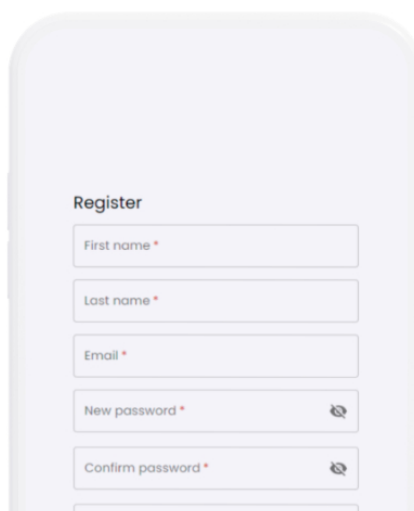 Register
First name *
Last name *
Email *
New password *
Confirm password *